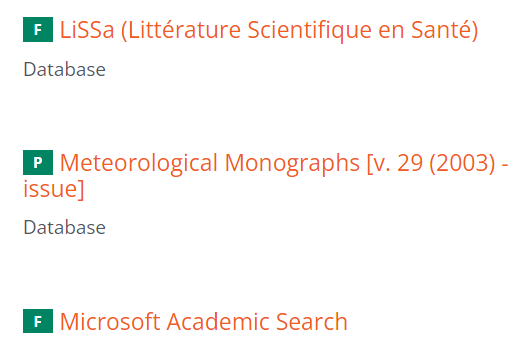 F LiSSa (Littérature Scientifique en Santé)
Database
P Meteorological Monographs [v. 29 (2003) -
issue]
Database
F Microsoft Academic Search